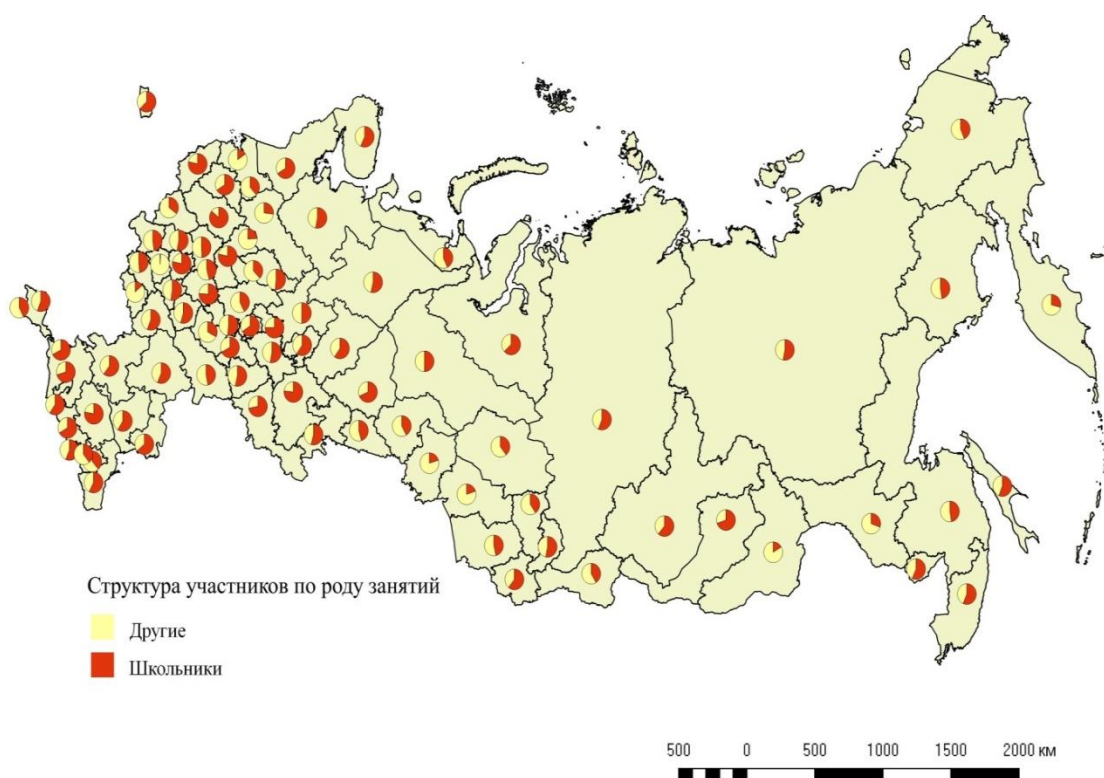 Структура участников по роду занятий
Другие
Школьники
500 0 500 1000 1500 2000 км